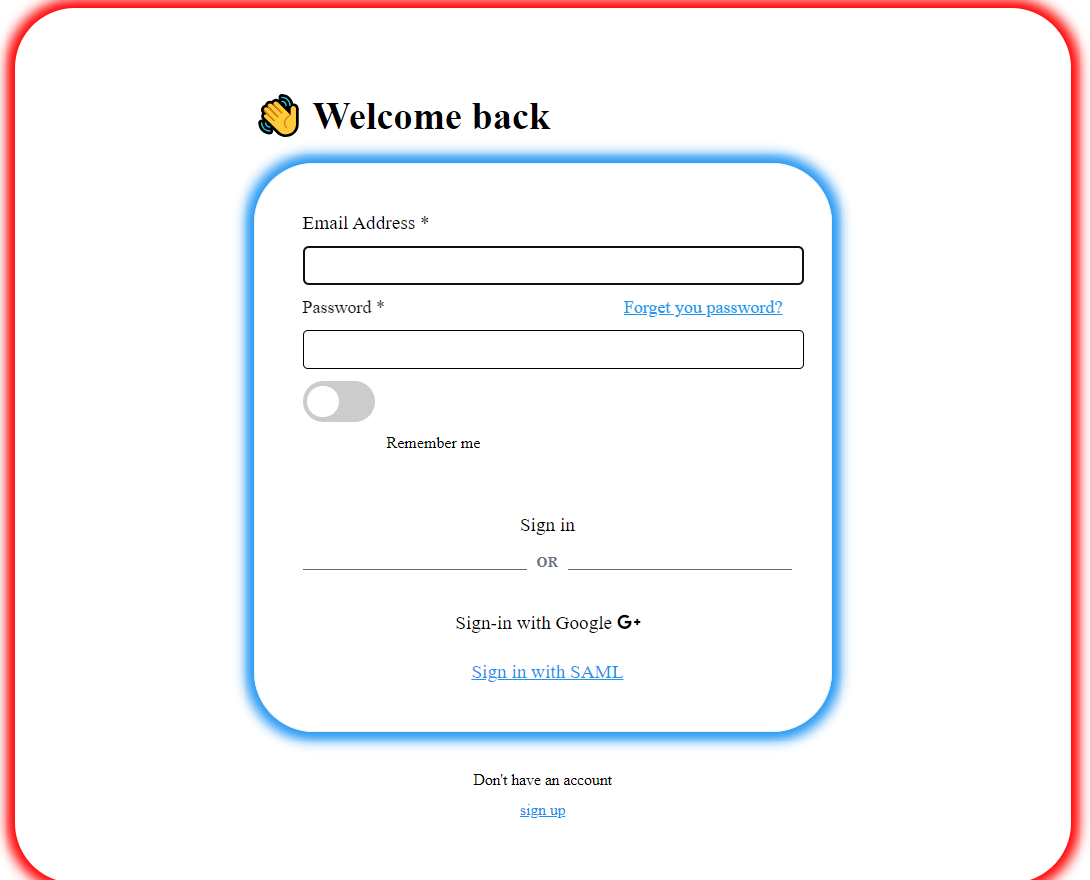 👋 Welcome back
Email Address *
Password * Forget you password?
Remember me
Sign in
OR
Sign-in with Google G+
Sign in with SAML
Don't have an account
sign up